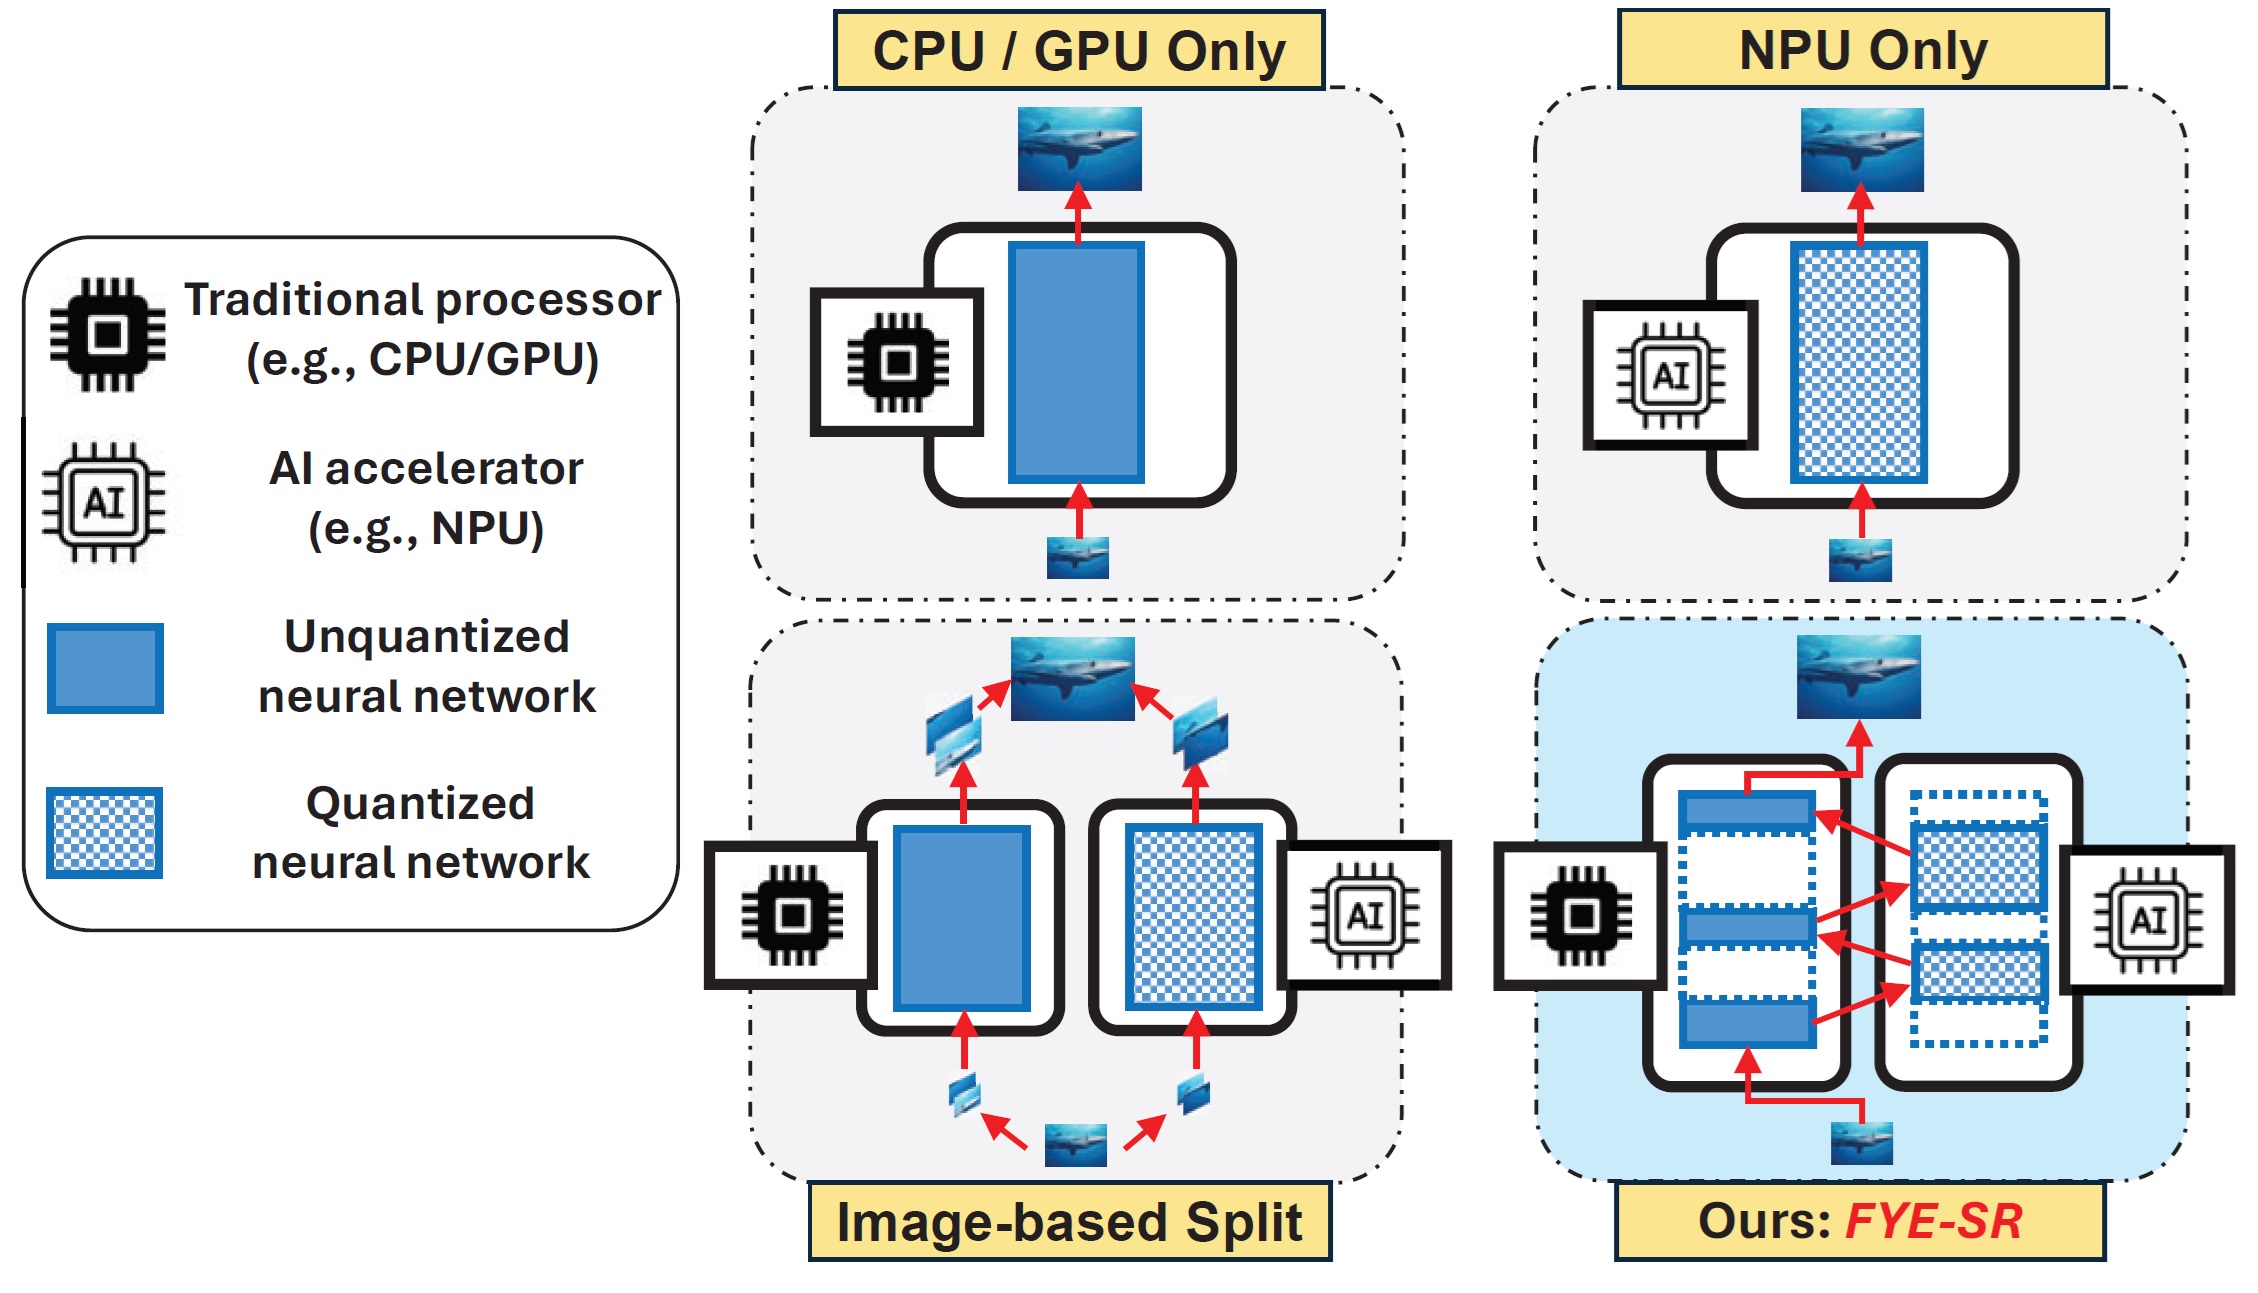 CPU / GPU Only
NPU Only
Traditional processor
(e.g., CPU/GPU)
AI
AI accelerator
(e.g., NPU)
Unquantized
neural network
Quantized
neural network
AI
AI
AI
Image-based Split
Ours: FYE-SR